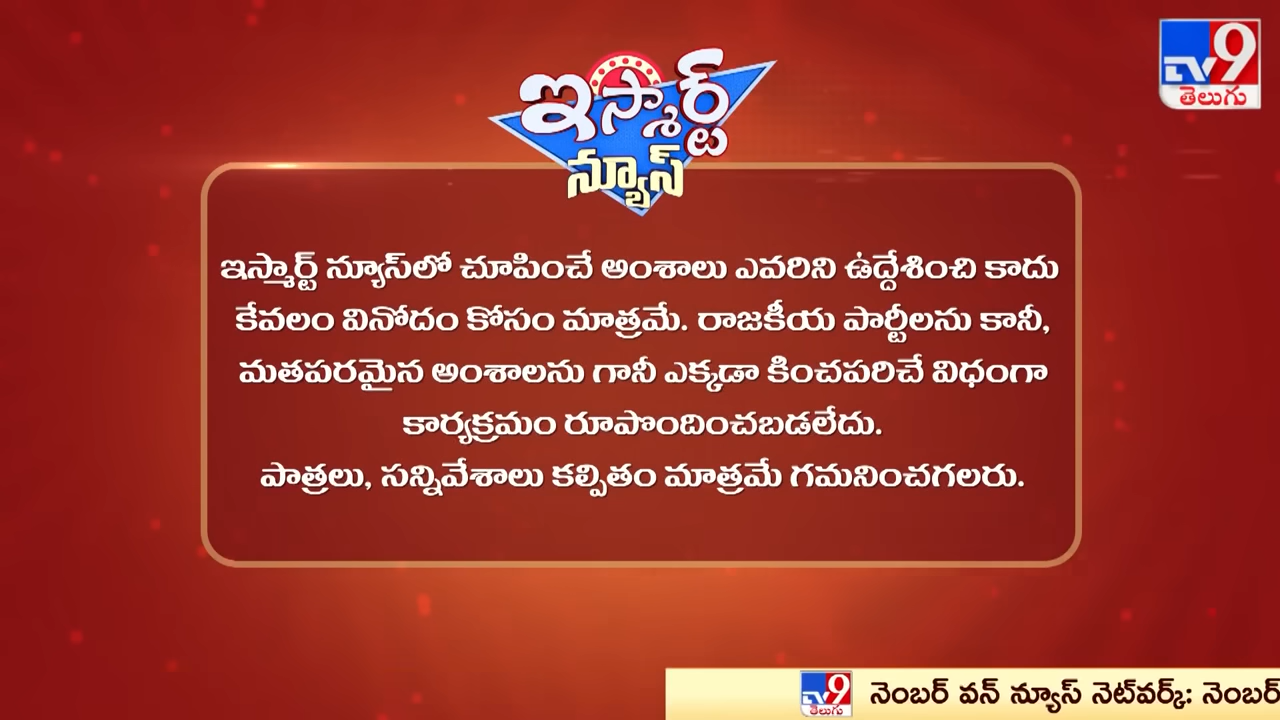 TV9
తెలుగు
ఇస్మార్ట్
న్యూస్
ఇస్మార్ట్ న్యూస్‌లో చూపించే అంశాలు ఎవరిని ఉద్దేశించి కాదు
కేవలం వినోదం కోసం మాత్రమే. రాజకీయ పార్టీలను కానీ,
మతపరమైన అంశాలను గానీ ఎక్కడా కించపరిచే విధంగా
కార్యక్రమం రూపొందించబడలేదు.
పాత్రలు, సన్నివేశాలు కల్పితం మాత్రమే గమనించగలరు.
TV9 తెలుగు నెంబర్ వన్ న్యూస్ నెట్‌వర్క్: నెంబర్